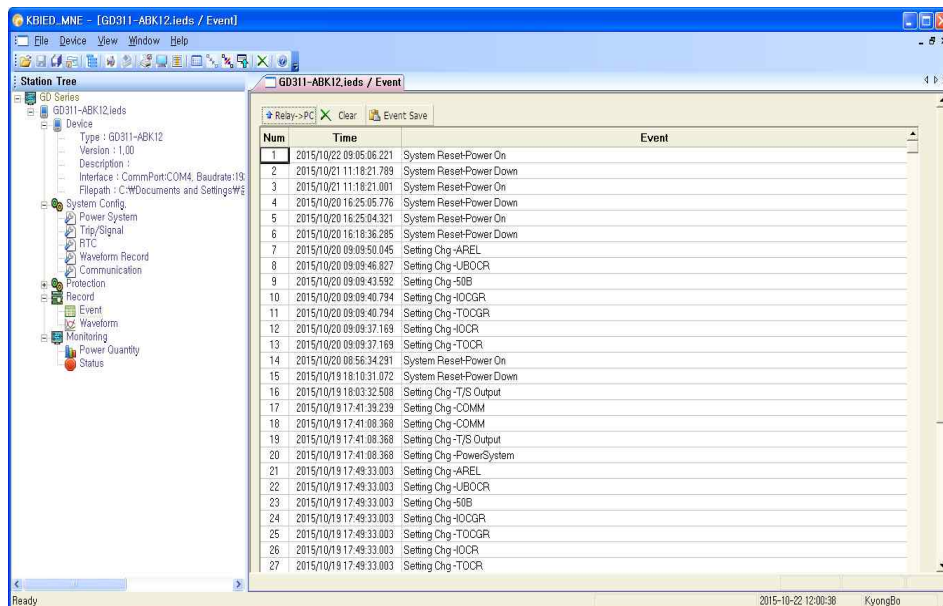 KBIED_MNE - [GD311-ABK12.ieds / Event]
File Device View Window Help
Station Tree
GD Series
GD311-ABK12.ieds
Device
Type : GD311-ABK12
Version : 1.00
Description :
Interface : CommPort:COM4, Baudrate:19
Filepath : C:₩Documents and Settings₩
System Config.
Power System
Trip/Signal
RTC
Waveform Record
Communication
Protection
Record
Event
Waveform
Monitoring
Power Quantity
Status
GD311-ABK12.ieds / Event
Relay->PC Clear Event Save
Num Time Event
1 2015/10/22 09:05:06.221 System Reset-Power On
2 2015/10/21 11:18:21.789 System Reset-Power Down
3 2015/10/21 11:18:21.001 System Reset-Power On
4 2015/10/20 16:25:05.776 System Reset-Power Down
5 2015/10/20 16:25:04.321 System Reset-Power On
6 2015/10/20 16:18:36.285 System Reset-Power Down
7 2015/10/20 09:09:50.045 Setting Chg -AREL
8 2015/10/20 09:09:46.827 Setting Chg -UBOCR
9 2015/10/20 09:09:43.592 Setting Chg -50B
10 2015/10/20 09:09:40.794 Setting Chg -IOCGR
11 2015/10/20 09:09:40.794 Setting Chg -TOCGR
12 2015/10/20 09:09:37.169 Setting Chg -IOCR
13 2015/10/20 09:09:37.169 Setting Chg -TOCR
14 2015/10/20 08:56:34.291 System Reset-Power On
15 2015/10/19 18:10:31.072 System Reset-Power Down
16 2015/10/19 18:03:32.508 Setting Chg -T/S Output
17 2015/10/19 17:41:39.239 Setting Chg -COMM
18 2015/10/19 17:41:08.368 Setting Chg -COMM
19 2015/10/19 17:41:08.368 Setting Chg -T/S Output
20 2015/10/19 17:41:08.368 Setting Chg -PowerSystem
21 2015/10/19 17:49:33.003 Setting Chg -AREL
22 2015/10/19 17:49:33.003 Setting Chg -UBOCR
23 2015/10/19 17:49:33.003 Setting Chg -50B
24 2015/10/19 17:49:33.003 Setting Chg -IOCGR
25 2015/10/19 17:49:33.003 Setting Chg -TOCGR
26 2015/10/19 17:49:33.003 Setting Chg -IOCR
27 2015/10/19 17:49:33.003 Setting Chg -TOCR
Ready 2015-10-22 12:00:38 KyongBo